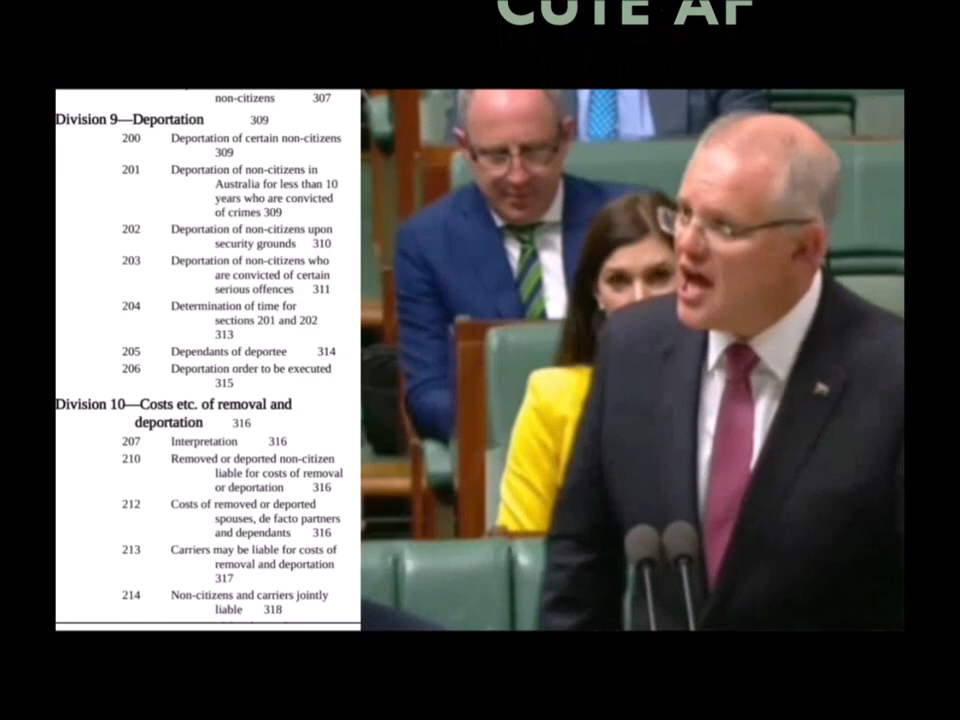 CUTE AF
non-citizens 307
Division 9—Deportation 309
200 Deportation of certain non-citizens
309
201 Deportation of non-citizens in
Australia for less than 10
years who are convicted
of crimes 309
202 Deportation of non-citizens upon
security grounds 310
203 Deportation of non-citizens who
are convicted of certain
serious offences 311
204 Determination of time for
sections 201 and 202
313
205 Dependants of deportee 314
206 Deportation order to be executed
315
Division 10—Costs etc. of removal and
deportation 316
207 Interpretation 316
210 Removed or deported non-citizen
liable for costs of removal
or deportation 316
212 Costs of removed or deported
spouses, de facto partners
and dependants 316
213 Carriers may be liable for costs of
removal and deportation
317
214 Non-citizens and carriers jointly
liable 318